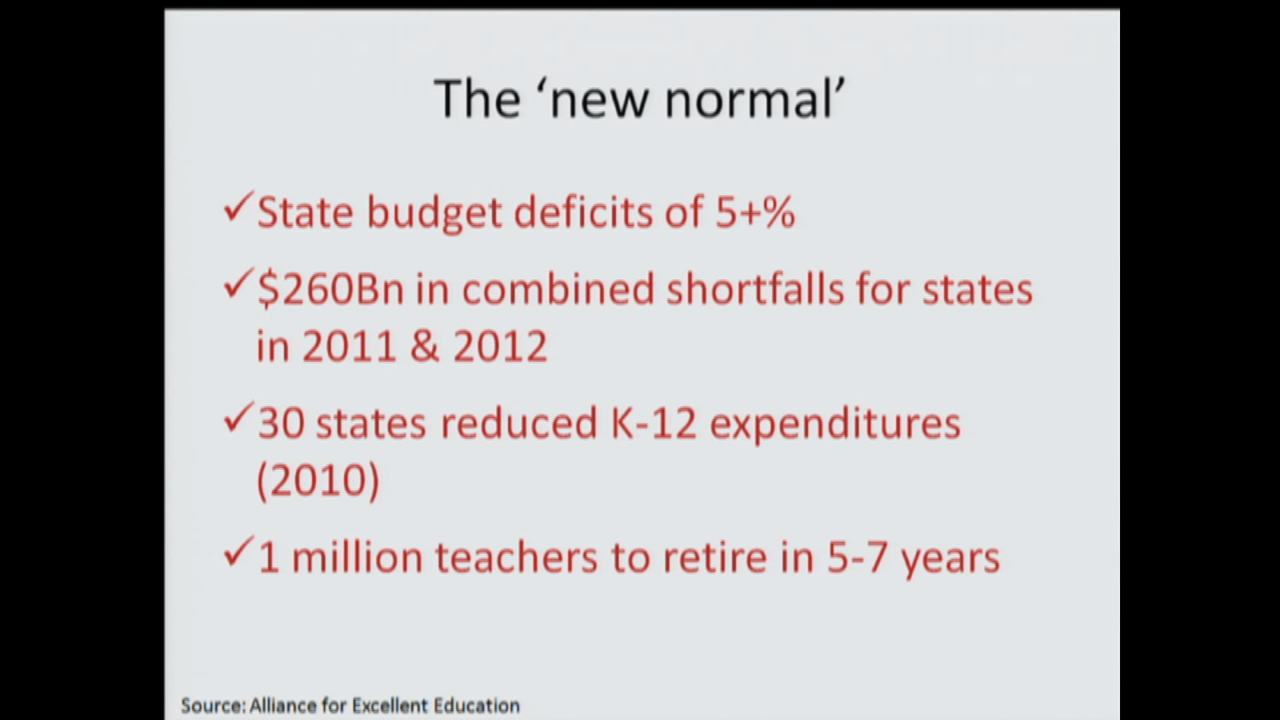 The ‘new normal’
✓State budget deficits of 5+%
✓$260Bn in combined shortfalls for states
in 2011 & 2012
✓30 states reduced K-12 expenditures
(2010)
✓1 million teachers to retire in 5-7 years
Source: Alliance for Excellent Education